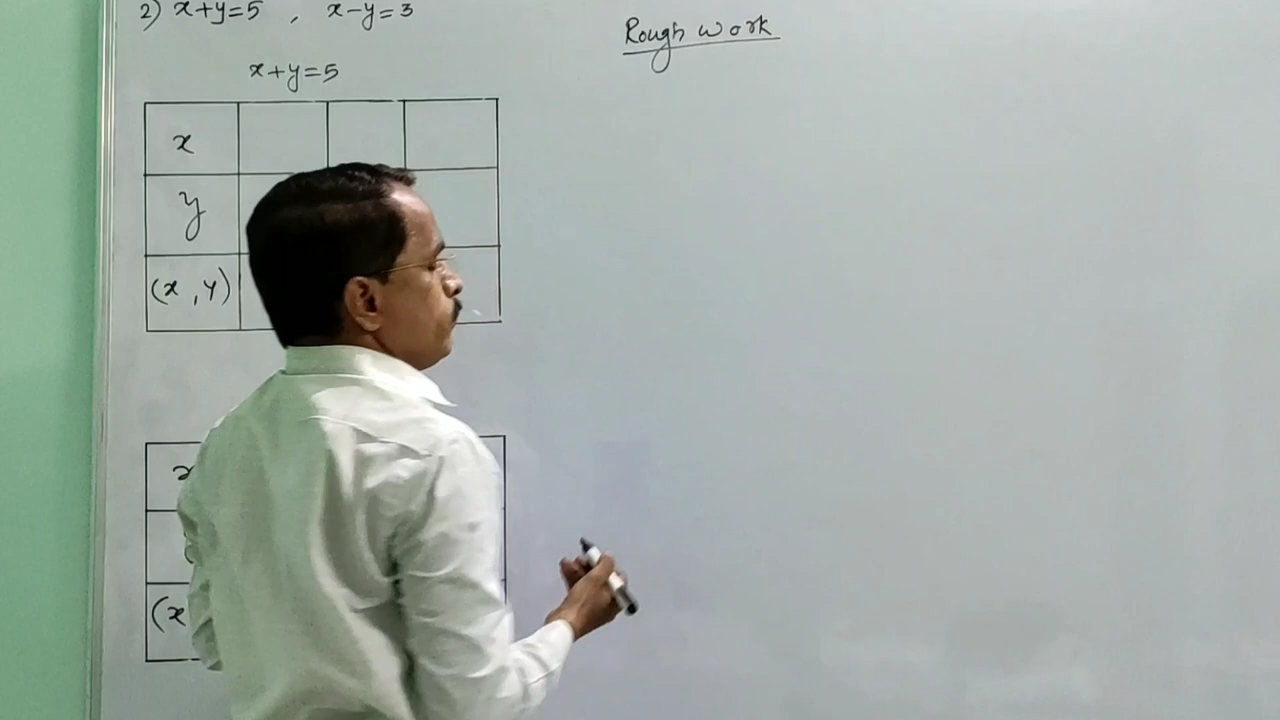 2) x+y=5 , x-y=3
Rough work
x+y=5
x
y
(x, y)
x
(x